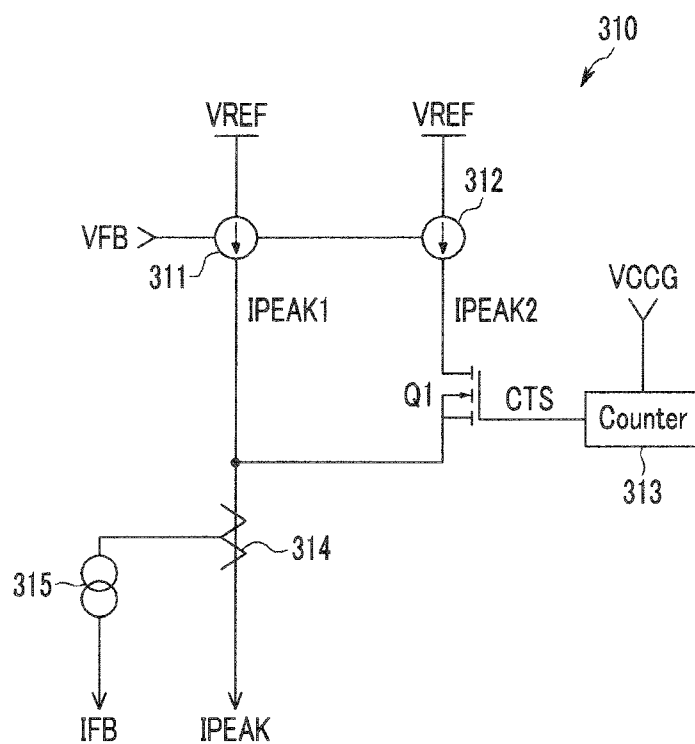 310
VREF
VREF
312
VFB
311
VCCG
IPEAK1
IPEAK2
Q1
CTS
Counter
313
314
315
IFB
IPEAK